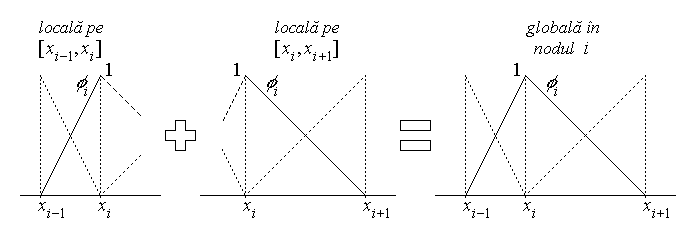 locală pe
[x_{i−1}, x_i]
locală pe
[x_i, x_{i+1}]
globală în
nodul i
1
ϕ_i
1
ϕ_i
1
ϕ_i
x_{i−1}
x_i
x_i
x_{i+1}
x_{i−1}
x_i
x_{i+1}